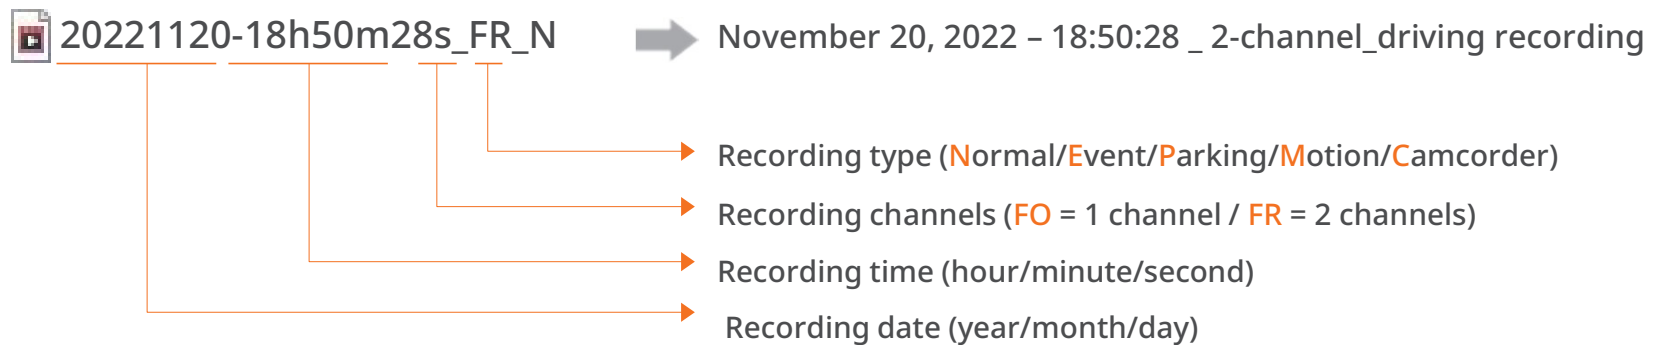 20221120-18h50m28s_FR_N
November 20, 2022 – 18:50:28 _ 2-channel_driving recording
Recording type (Normal/Event/Parking/Motion/Camcorder)
Recording channels (FO = 1 channel / FR = 2 channels)
Recording time (hour/minute/second)
Recording date (year/month/day)